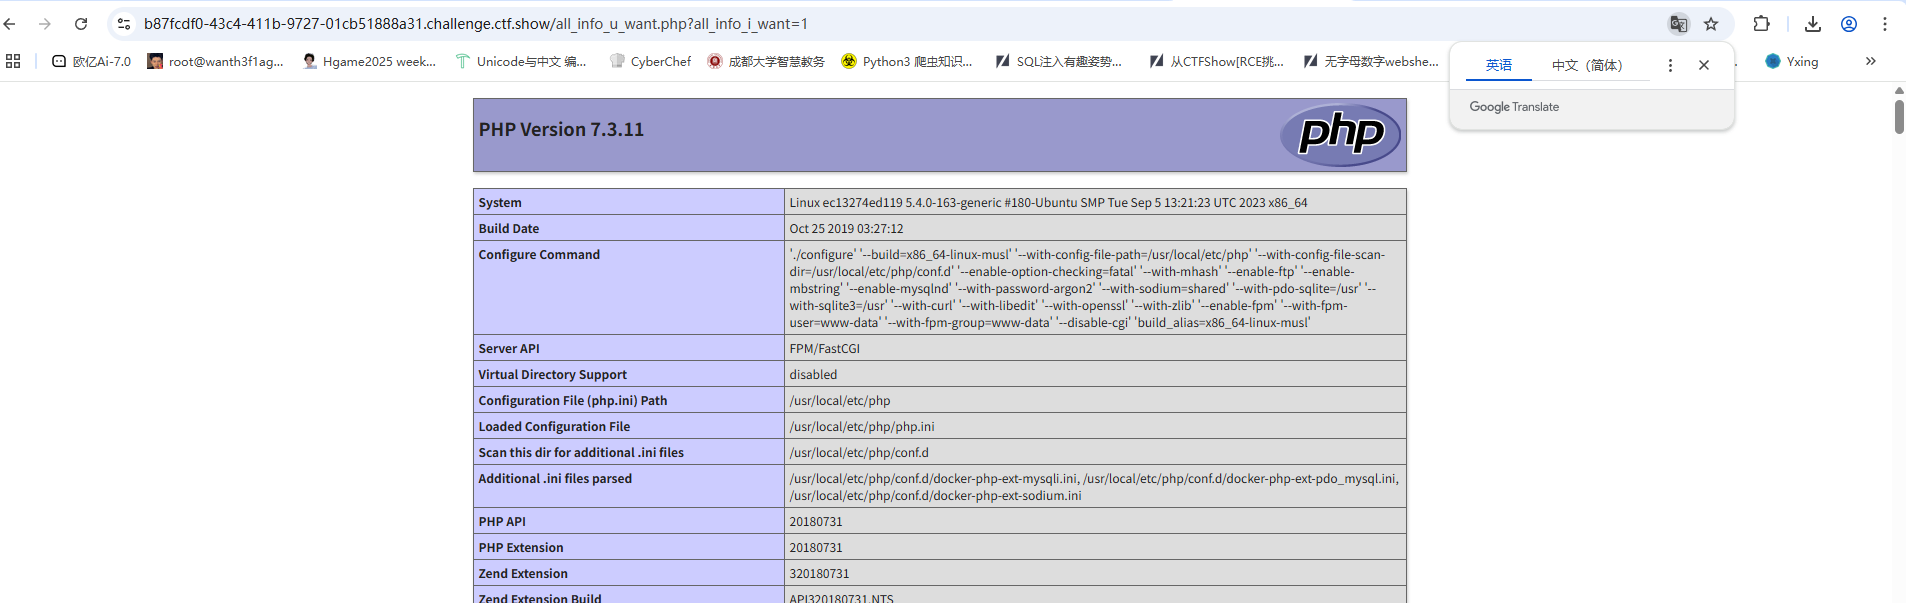 b87fcdf0-43c4-411b-9727-01cb51888a31.challenge.ctf.show/all_info_u_want.php?all_info_i_want=1
欧亿Ai-7.0 root@wanth3f1ag... Hgame2025 week... Unicode与中文 编... CyberChef 成都大学智慧教务 Python3 爬虫知识... SQL注入有趣姿势... 从CTFShow[RCE挑... 无字母数字webshe... Yxing »
英语 中文（简体）
Google Translate
PHP Version 7.3.11
php
System Linux ec13274ed119 5.4.0-163-generic #180-Ubuntu SMP Tue Sep 5 13:21:23 UTC 2023 x86_64
Build Date Oct 25 2019 03:27:12
Configure Command './configure' '--build=x86_64-linux-musl' '--with-config-file-path=/usr/local/etc/php' '--with-config-file-scan-
dir=/usr/local/etc/php/conf.d' '--enable-option-checking=fatal' '--with-mhash' '--enable-ftp' '--enable-
mbstring' '--enable-mysqlnd' '--with-password-argon2' '--with-sodium=shared' '--with-pdo-sqlite=/usr' '--
with-sqlite3=/usr' '--with-curl' '--with-libedit' '--with-openssl' '--with-zlib' '--enable-fpm' '--with-fpm-
user=www-data' '--with-fpm-group=www-data' '--disable-cgi' 'build_alias=x86_64-linux-musl'
Server API FPM/FastCGI
Virtual Directory Support disabled
Configuration File (php.ini) Path /usr/local/etc/php
Loaded Configuration File /usr/local/etc/php/php.ini
Scan this dir for additional .ini files /usr/local/etc/php/conf.d
Additional .ini files parsed /usr/local/etc/php/conf.d/docker-php-ext-mysqli.ini, /usr/local/etc/php/conf.d/docker-php-ext-pdo_mysql.ini,
/usr/local/etc/php/conf.d/docker-php-ext-sodium.ini
PHP API 20180731
PHP Extension 20180731
Zend Extension 320180731
Zend Extension Build API320180731,NTS